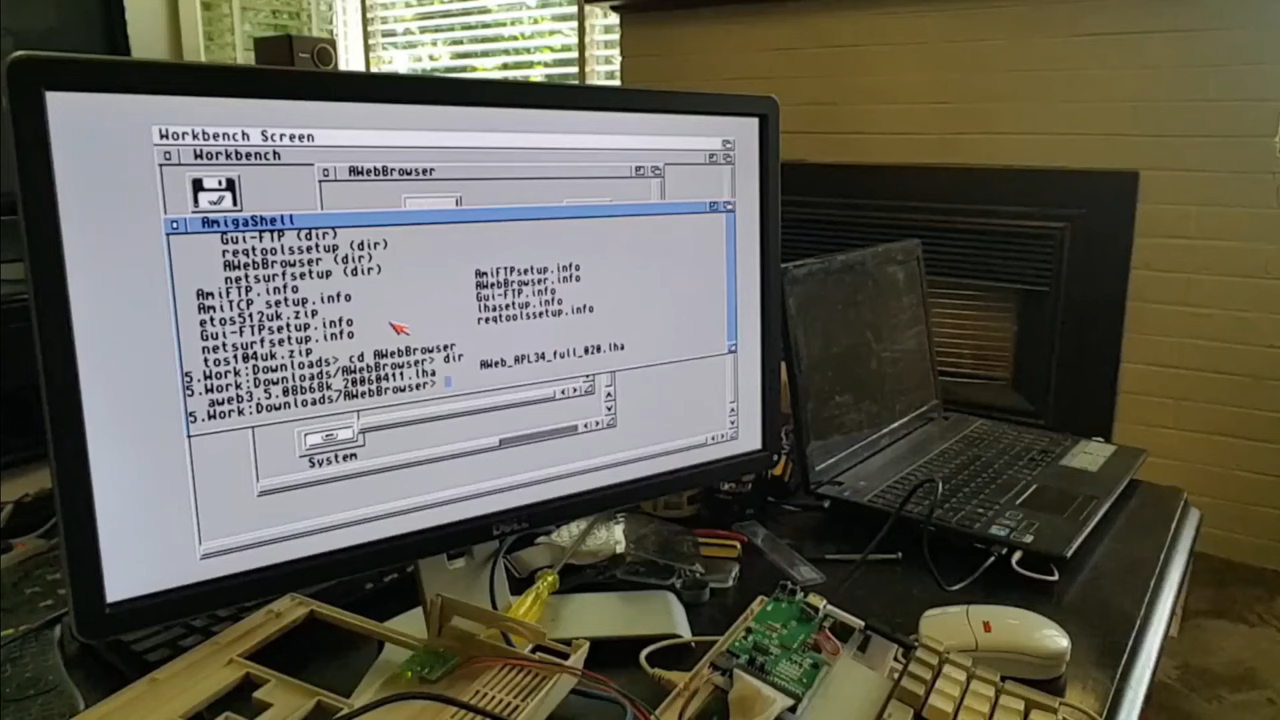 Workbench Screen
Workbench
AWebBrowser
AmigaShell
Gui-FTP (dir)
reqtoolssetup (dir)
AWebBrowser (dir)
netsurfsetup (dir)
AmiFTP.info AmiFTPsetup.info
AmiTCP setup.info AWebBrowser.info
etos512uk.zip Gui-FTP.info
Gui-FTPsetup.info lhasetup.info
netsurfsetup.info reqtoolssetup.info
tos104uk.zip
5.Work:Downloads> cd AWebBrowser
5.Work:Downloads/AWebBrowser> dir
aweb3.5.08b68k_20060411.lha AWeb_APL34_full_020.lha
5.Work:Downloads/AWebBrowser>
System
DELL